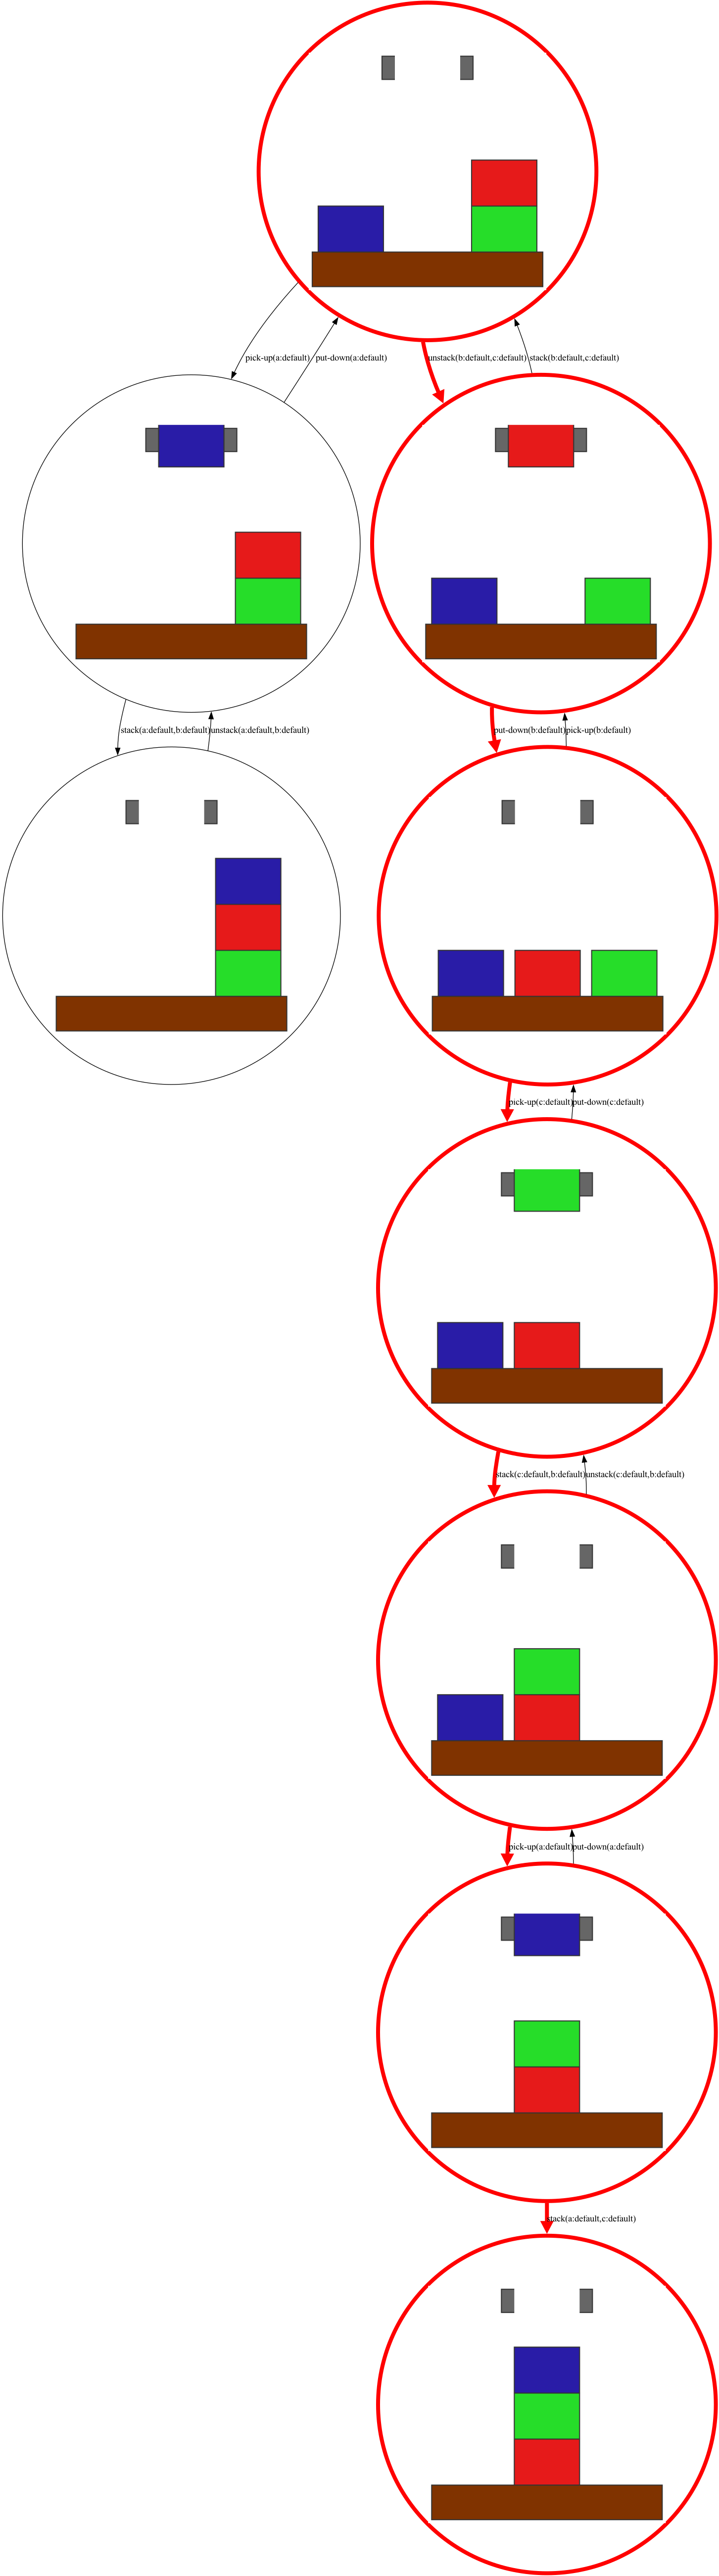 pick-up(a:default)
put-down(a:default)
unstack(b:default,c:default)
stack(b:default,c:default)
stack(a:default,b:default)
unstack(a:default,b:default)
put-down(b:default)
pick-up(b:default)
pick-up(c:default)
put-down(c:default)
stack(c:default,b:default)
unstack(c:default,b:default)
pick-up(a:default)
put-down(a:default)
stack(a:default,c:default)